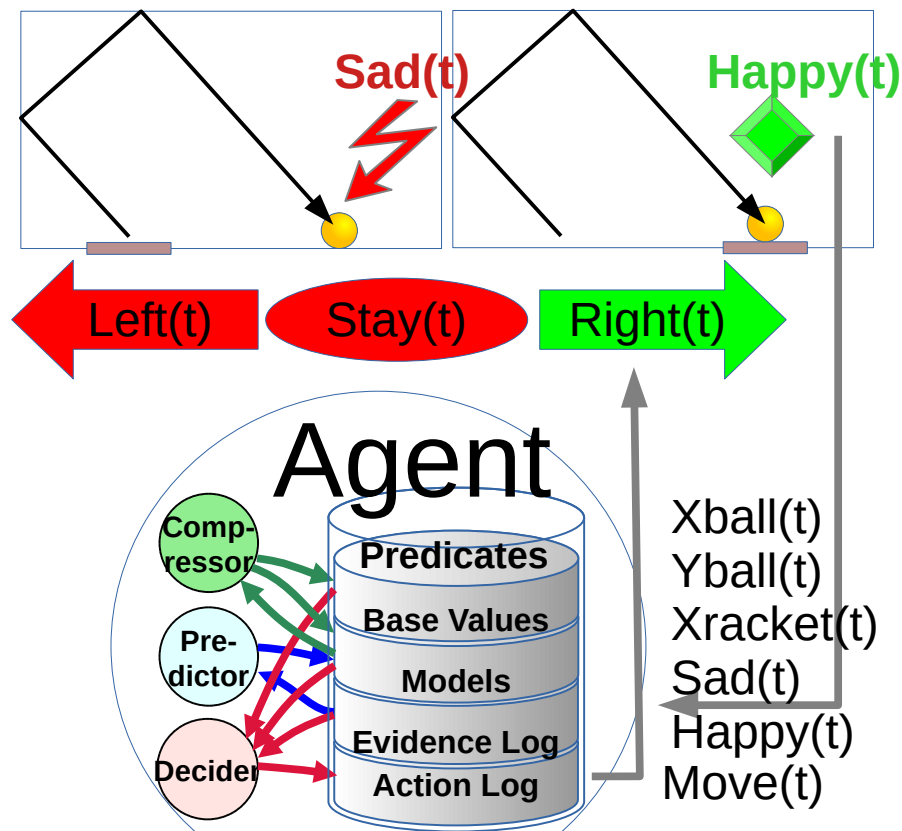 Sad(t)
Happy(t)
Left(t)
Stay(t)
Right(t)
Agent
Comp-
ressor
Pre-
dictor
Decider
Predicates
Base Values
Models
Evidence Log
Action Log
Xball(t)
Yball(t)
Xracket(t)
Sad(t)
Happy(t)
Move(t)